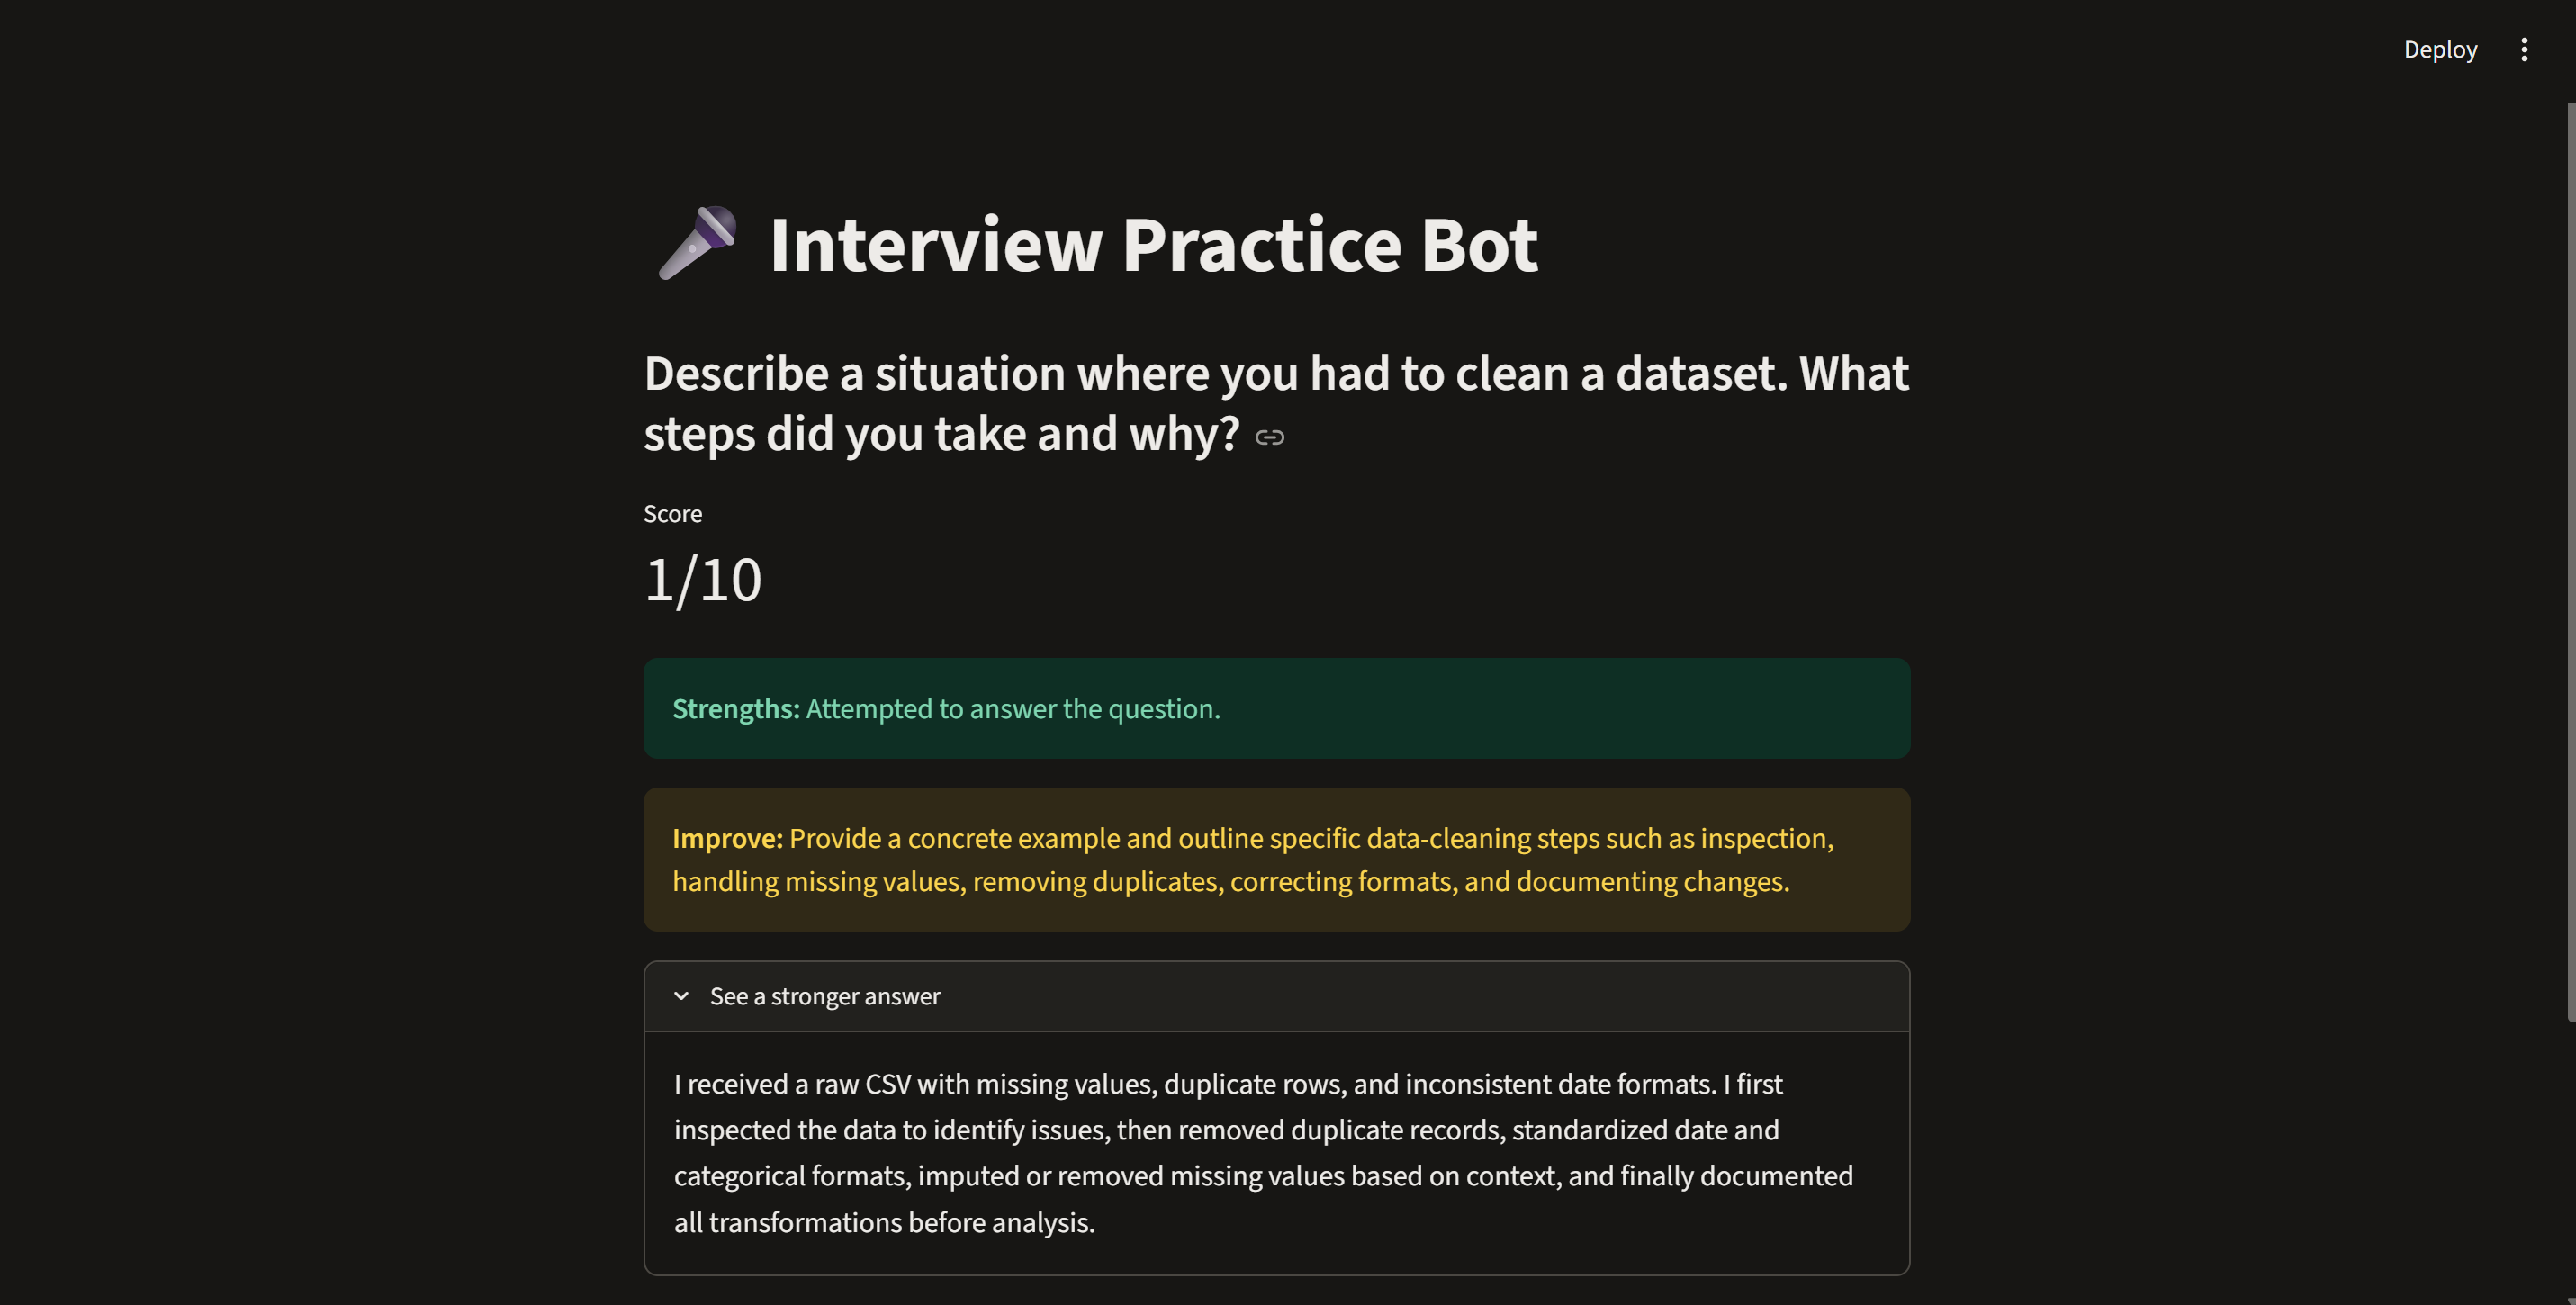 Deploy
Interview Practice Bot
Describe a situation where you had to clean a dataset. What
steps did you take and why?
Score
1/10
Strengths: Attempted to answer the question.
Improve: Provide a concrete example and outline specific data-cleaning steps such as inspection,
handling missing values, removing duplicates, correcting formats, and documenting changes.
See a stronger answer
I received a raw CSV with missing values, duplicate rows, and inconsistent date formats. I first
inspected the data to identify issues, then removed duplicate records, standardized date and
categorical formats, imputed or removed missing values based on context, and finally documented
all transformations before analysis.